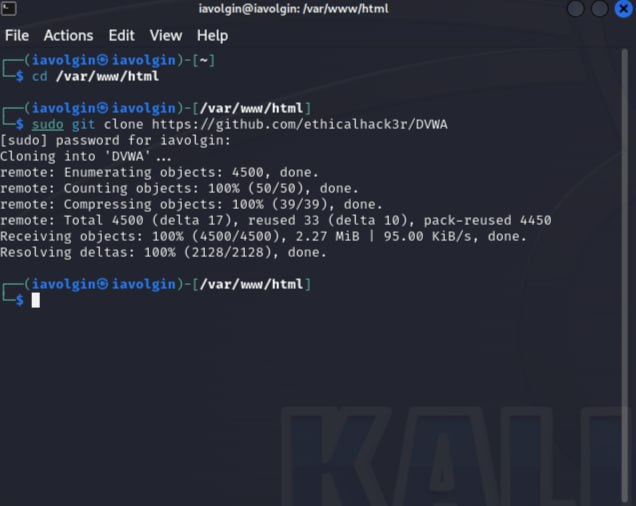 iavolgin@iavolgin: /var/www/html
File Actions Edit View Help
┌──(iavolgin㉿iavolgin)-[~]
└─$ cd /var/www/html
┌──(iavolgin㉿iavolgin)-[/var/www/html]
└─$ sudo git clone https://github.com/ethicalhack3r/DVWA
[sudo] password for iavolgin:
Cloning into 'DVWA'...
remote: Enumerating objects: 4500, done.
remote: Counting objects: 100% (50/50), done.
remote: Compressing objects: 100% (39/39), done.
remote: Total 4500 (delta 17), reused 33 (delta 10), pack-reused 4450
Receiving objects: 100% (4500/4500), 2.27 MiB | 95.00 KiB/s, done.
Resolving deltas: 100% (2128/2128), done.
┌──(iavolgin㉿iavolgin)-[/var/www/html]
└─$
KALI